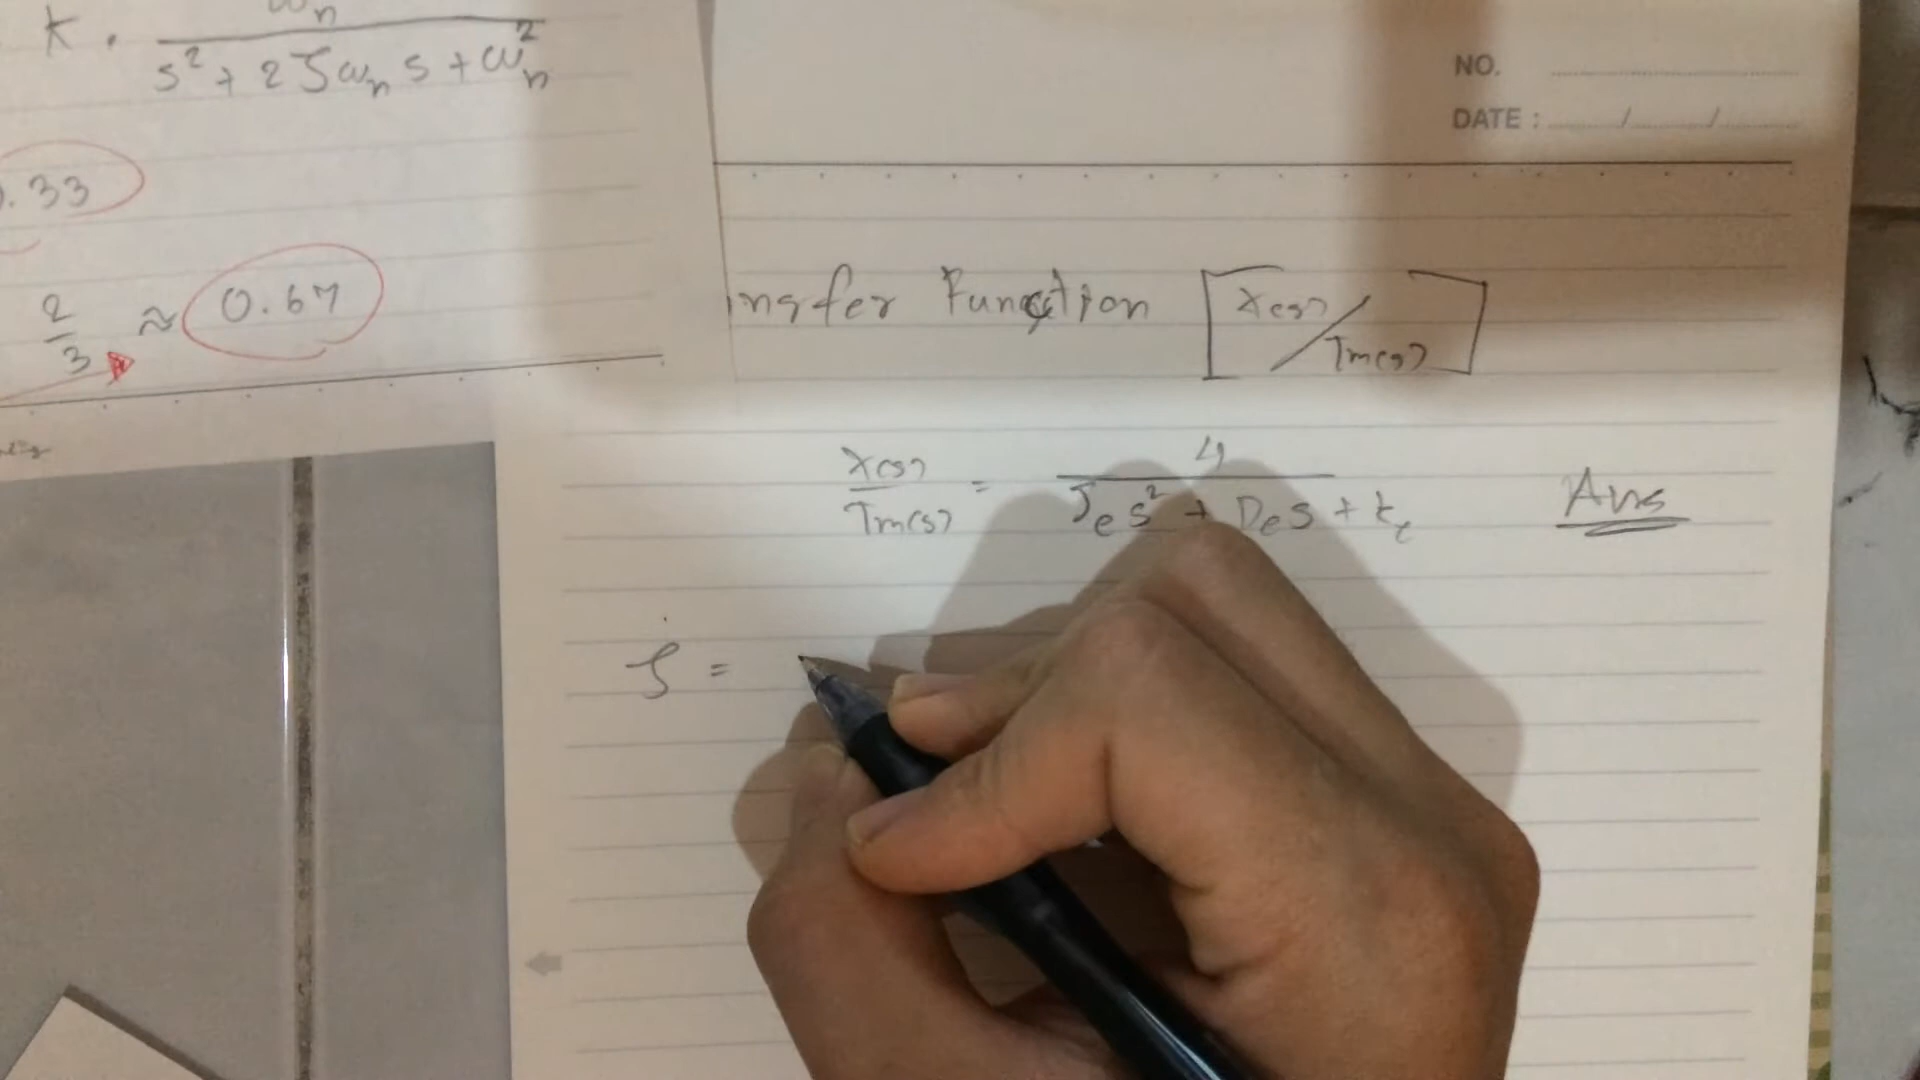 K . ωn
s² + 2ζωn s + ωn²
.33
2/3 ≈ 0.67
NO.
DATE : / /
nsfer Function [X(s)/Tm(s)]
X(s)/Tm(s) = 4/(Je s² + De s + kt) Ans
ζ =